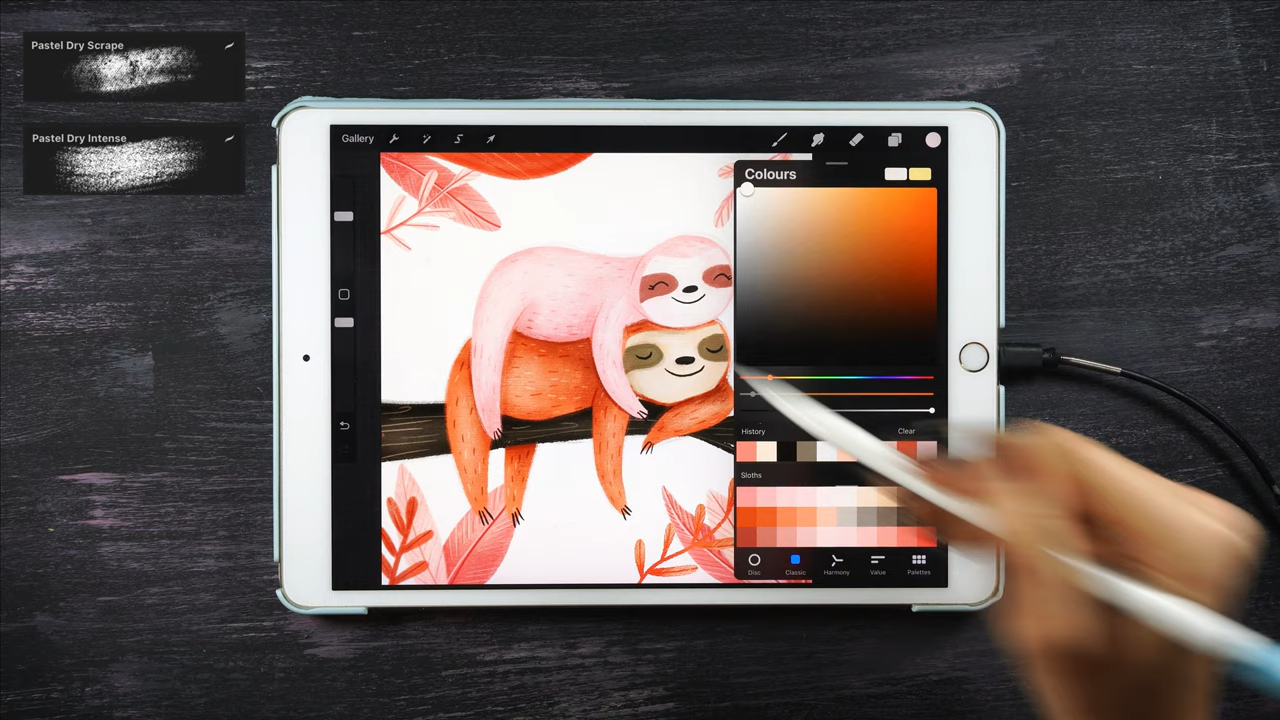 Pastel Dry Scrape
Pastel Dry Intense
Gallery
Colours
History
Clear
Sloths
Disc
Classic
Harmony
Value
Palettes